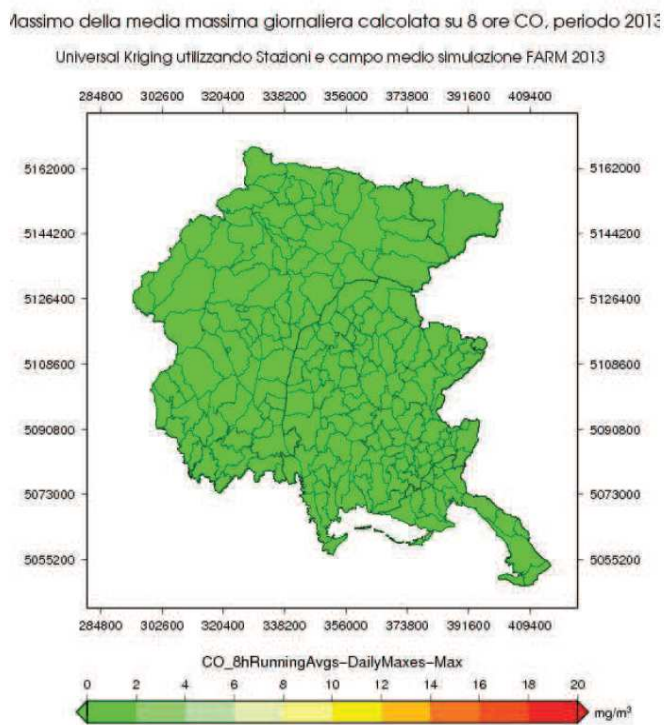 Massimo della media massima giornaliera calcolata su 8 ore CO, periodo 2013
Universal Kriging utilizzando Stazioni e campo medio simulazione FARM 2013
284800 302600 320400 338200 356000 373800 391600 409400
5162000 5162000
5144200 5144200
5126400 5126400
5108600 5108600
5090800 5090800
5073000 5073000
5055200 5055200
284800 302600 320400 338200 356000 373800 391600 409400
CO_8hRunningAvgs-DailyMaxes-Max
0 2 4 6 8 10 12 14 16 18 20
mg/m³